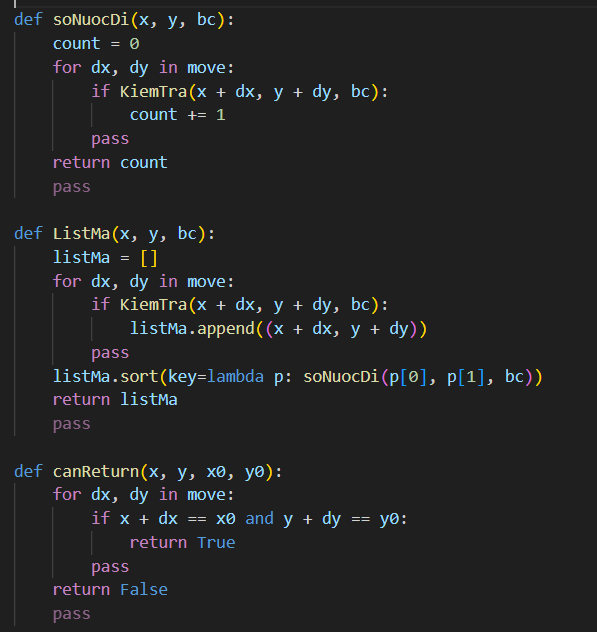 def soNuocDi(x, y, bc):
    count = 0
    for dx, dy in move:
        if KiemTra(x + dx, y + dy, bc):
            count += 1
        pass
    return count
    pass

def ListMa(x, y, bc):
    listMa = []
    for dx, dy in move:
        if KiemTra(x + dx, y + dy, bc):
            listMa.append((x + dx, y + dy))
        pass
    listMa.sort(key=lambda p: soNuocDi(p[0], p[1], bc))
    return listMa
    pass

def canReturn(x, y, x0, y0):
    for dx, dy in move:
        if x + dx == x0 and y + dy == y0:
            return True
        pass
    return False
    pass